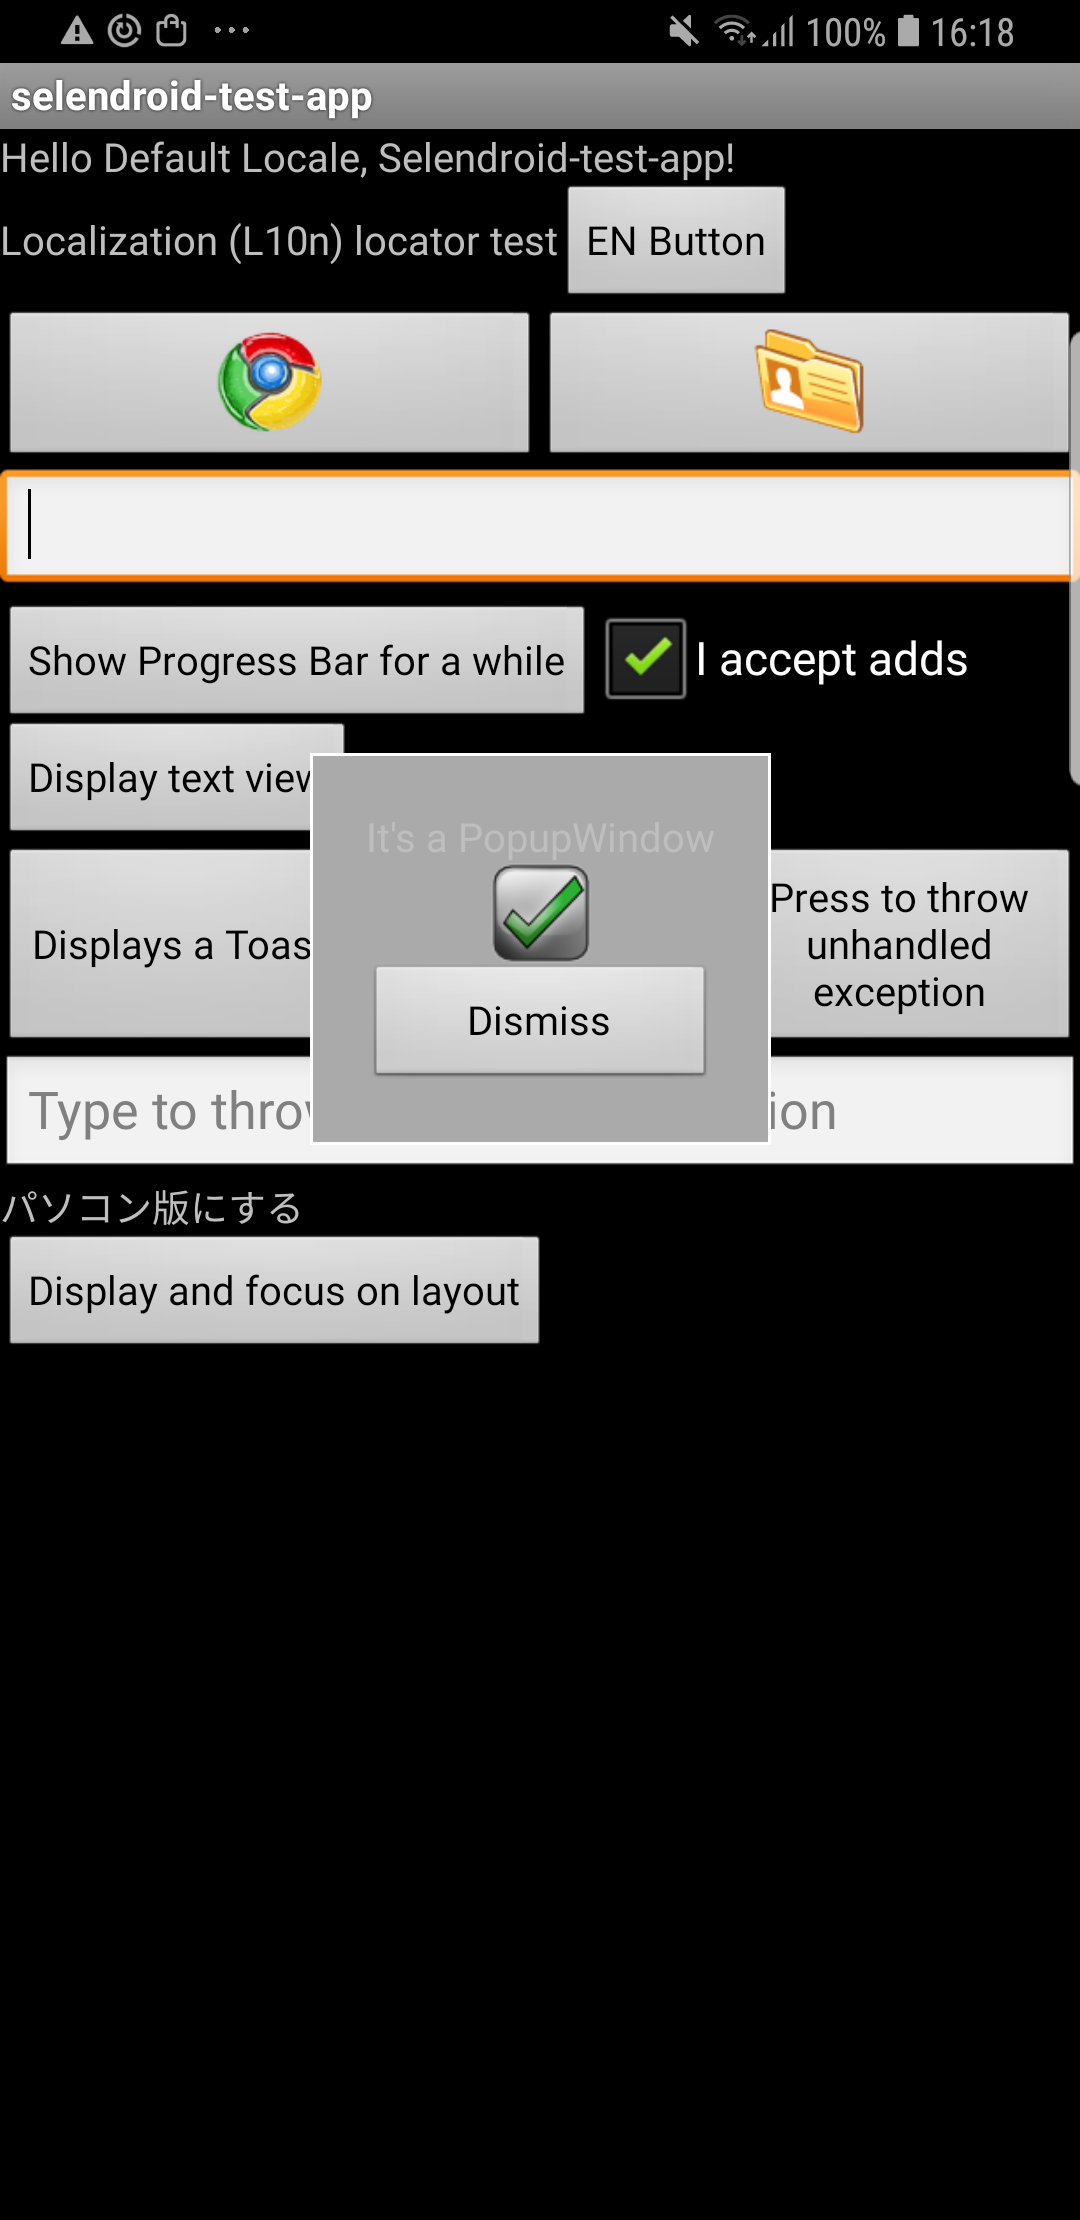 100% 16:18
selendroid-test-app
Hello Default Locale, Selendroid-test-app!
Localization (L10n) locator test EN Button
Show Progress Bar for a while I accept adds
Display text view
It's a PopupWindow
Displays a Toas
Press to throw
unhandled
exception
Dismiss
Type to throw
ion
パソコン版にする
Display and focus on layout